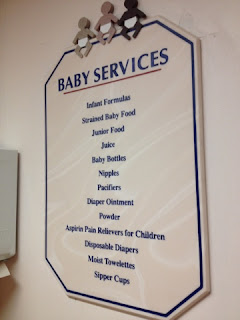 BABY SERVICES
Infant Formulas
Strained Baby Food
Junior Food
Juice
Baby Bottles
Nipples
Pacifiers
Diaper Ointment
Powder
Aspirin Pain Relievers for Children
Disposable Diapers
Moist Towelettes
Sipper Cups